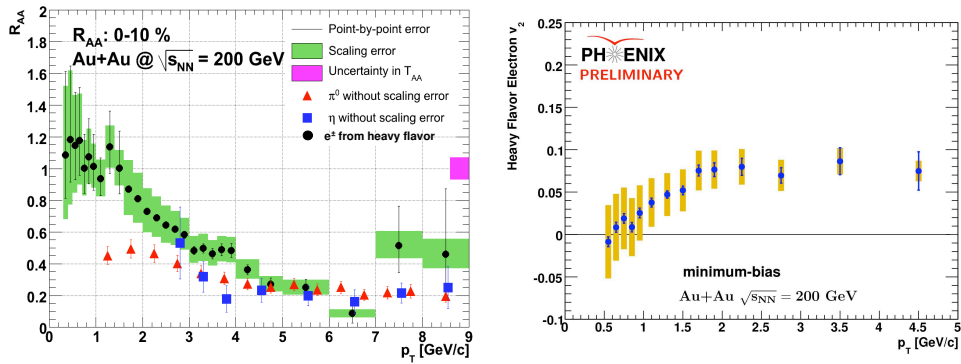 R_AA
R_AA: 0-10 %
Au+Au @ √s_NN = 200 GeV
Point-by-point error
Scaling error
Uncertainty in T_AA
π⁰ without scaling error
η without scaling error
e± from heavy flavor
2
1.8
1.6
1.4
1.2
1
0.8
0.6
0.4
0.2
0
0 1 2 3 4 5 6 7 8 9
p_T [GeV/c]
Heavy Flavor Electron v_2
PHENIX
PRELIMINARY
0.25
0.2
0.15
0.1
0.05
0
-0.05
-0.1
minimum-bias
Au+Au √s_NN = 200 GeV
0 0.5 1 1.5 2 2.5 3 3.5 4 4.5 5
p_T [GeV/c]